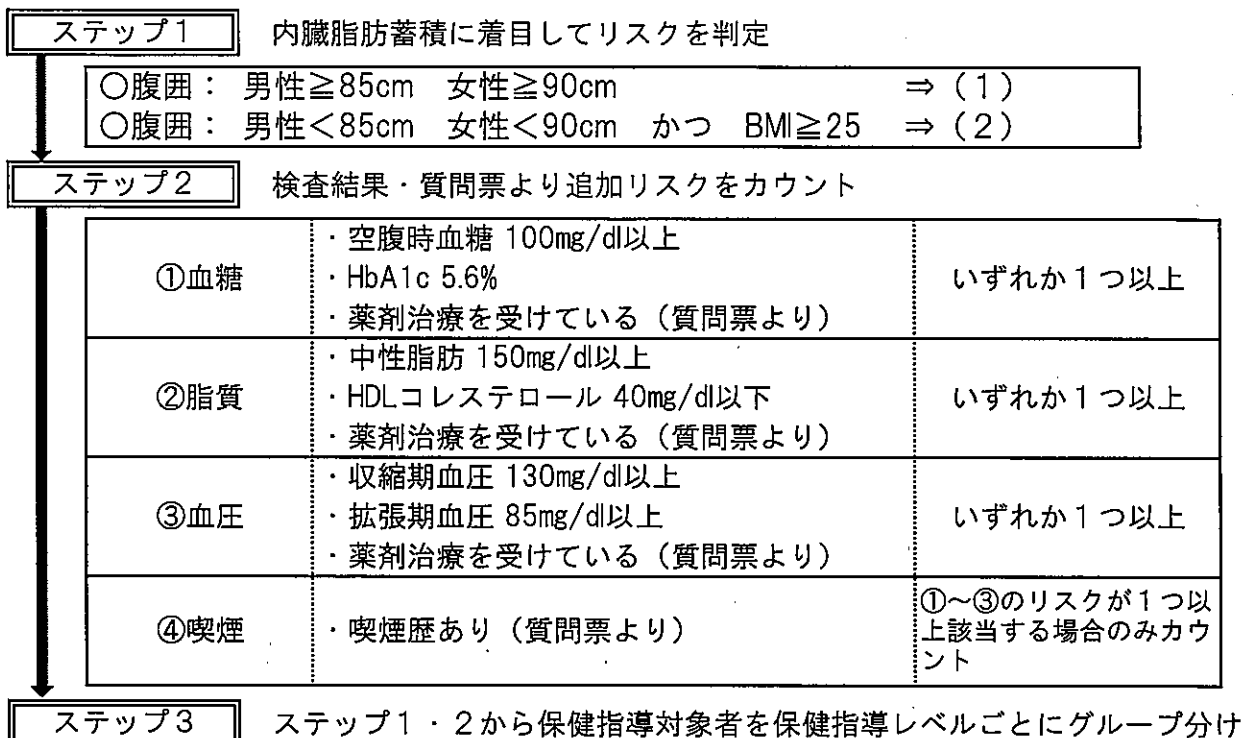 ステップ1 内臓脂肪蓄積に着目してリスクを判定
○腹囲: 男性≧85cm 女性≧90cm ⇒(1)
○腹囲: 男性<85cm 女性<90cm かつ BMI≧25 ⇒(2)
ステップ2 検査結果・質問票より追加リスクをカウント
①血糖
・空腹時血糖 100mg/dl以上
・HbA1c 5.6%
・薬剤治療を受けている(質問票より)
いずれか1つ以上
②脂質
・中性脂肪 150mg/dl以上
・HDLコレステロール 40mg/dl以下
・薬剤治療を受けている(質問票より)
いずれか1つ以上
③血圧
・収縮期血圧 130mg/dl以上
・拡張期血圧 85mg/dl以上
・薬剤治療を受けている(質問票より)
いずれか1つ以上
④喫煙
・喫煙歴あり(質問票より)
①~③のリスクが1つ以
上該当する場合のみカウ
ント
ステップ3 ステップ1・2から保健指導対象者を保健指導レベルごとにグループ分け